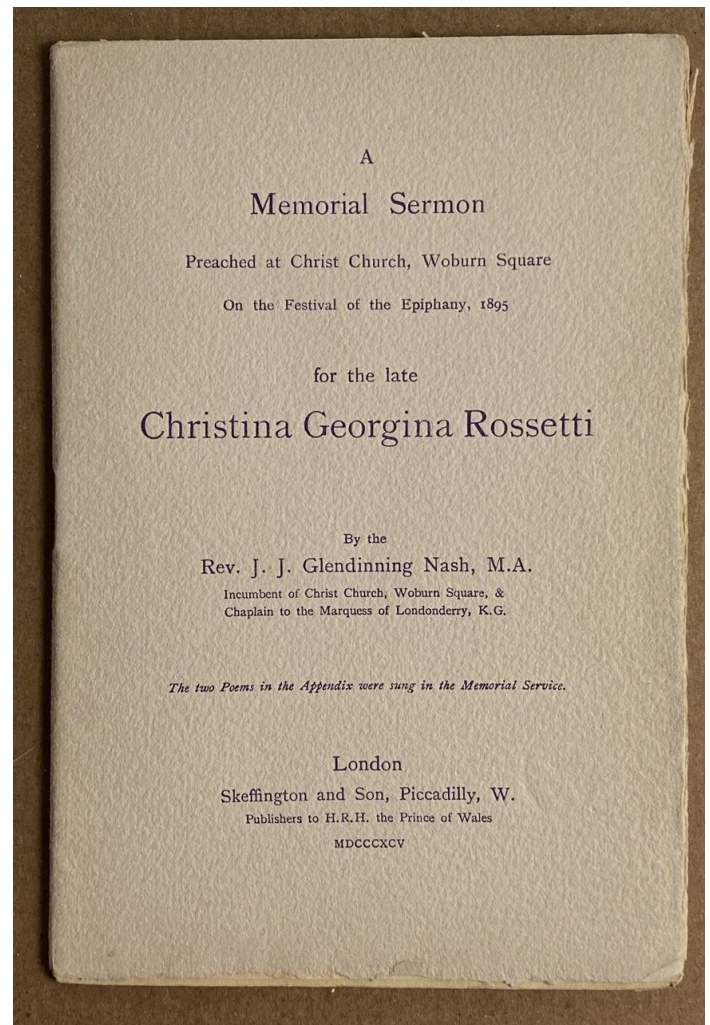 A
Memorial Sermon
Preached at Christ Church, Woburn Square
On the Festival of the Epiphany, 1895
for the late
Christina Georgina Rossetti
By the
Rev. J. J. Glendinning Nash, M.A.
Incumbent of Christ Church, Woburn Square, &
Chaplain to the Marquess of Londonderry, K.G.
The two Poems in the Appendix were sung in the Memorial Service.
London
Skeffington and Son, Piccadilly, W.
Publishers to H.R.H. the Prince of Wales
MDCCCXCV